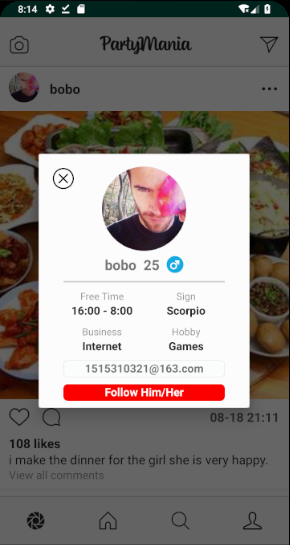 8:14
PartyMania
bobo
bobo 25
Free Time Sign
16:00 - 8:00 Scorpio
Business Hobby
Internet Games
1515310321@163.com
Follow Him/Her
08-18 21:11
108 likes
i make the dinner for the girl she is very happy.
View all comments